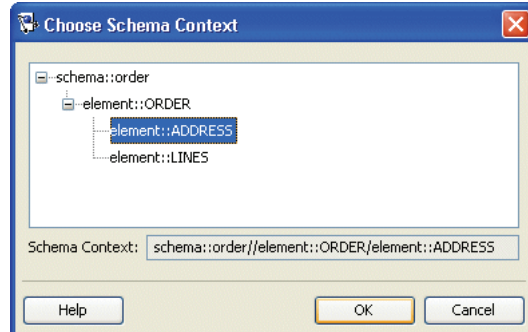 Choose Schema Context
schema::order
element::ORDER
element::ADDRESS
element::LINES
Schema Context: schema::order//element::ORDER/element::ADDRESS
Help OK Cancel